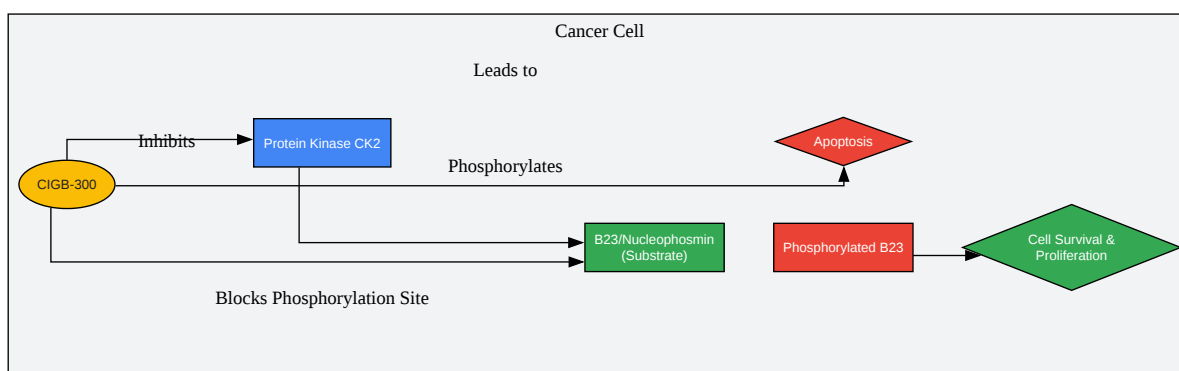 Cancer Cell
Leads to
Inhibits
Protein Kinase CK2
Apoptosis
Phosphorylates
CIGB-300
B23/Nucleophosmin
(Substrate)
Phosphorylated B23
Cell Survival &
Proliferation
Blocks Phosphorylation Site